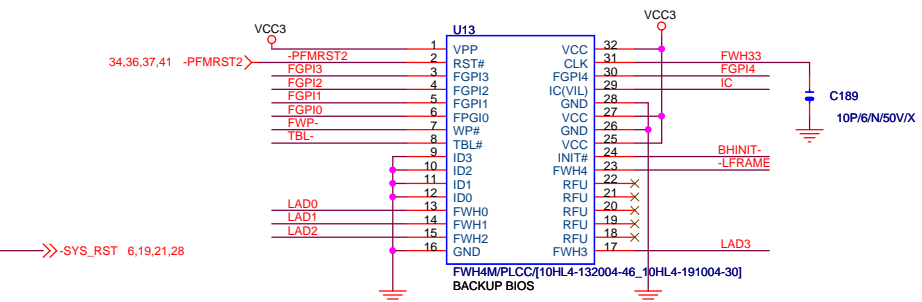 VCC3 U13 VCC3
1 VPP VCC 32
34,36,37,41 -PFMRST2 -PFMRST2 2 RST# CLK 31 FWH33
FGPI3 3 FGPI3 FGPI4 30 FGPI4
FGPI2 4 FGPI2 IC(VIL) 29 IC
FGPI1 5 FGPI1 GND 28
FGPI0 6 FPGI0 VCC 27
FWP- 7 WP# GND 26
TBL- 8 TBL# VCC 25
9 ID3 INIT# 24 BHINIT-
10 ID2 FWH4 23 -LFRAME
11 ID1 RFU 22
12 ID0 RFU 21
LAD0 13 FWH0 RFU 20
LAD1 14 FWH1 RFU 19
LAD2 15 FWH2 RFU 18
16 GND FWH3 17 LAD3
C189
10P/6/N/50V/X
-SYS_RST 6,19,21,28
FWH4M/PLCC/[10HL4-132004-46_10HL4-191004-30]
BACKUP BIOS